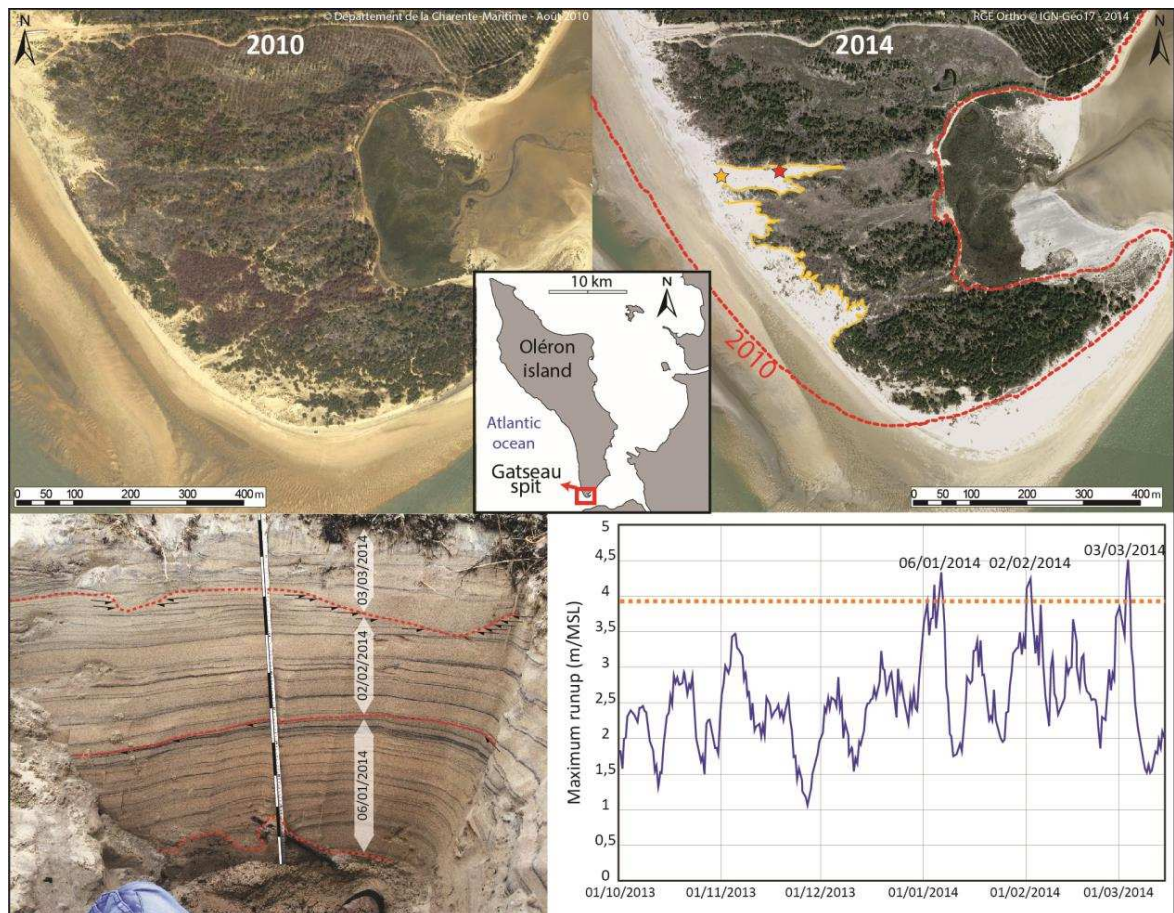 © Département de la Charente-Maritime - Août 2010
N
2010
0 50 100 200 300 400 m
RGE Ortho © IGN-Géo17 - 2014
N
2014
2010
0 50 100 200 300 400 m
10 km
N
Oléron
island
Atlantic
ocean
Gatseau
spit
03/03/2014
02/02/2014
06/01/2014
Maximum runup (m/MSL)
5
4,5
4
3,5
3
2,5
2
1,5
1
0,5
0
06/01/2014
02/02/2014
03/03/2014
01/10/2013 01/11/2013 01/12/2013 01/01/2014 01/02/2014 01/03/2014